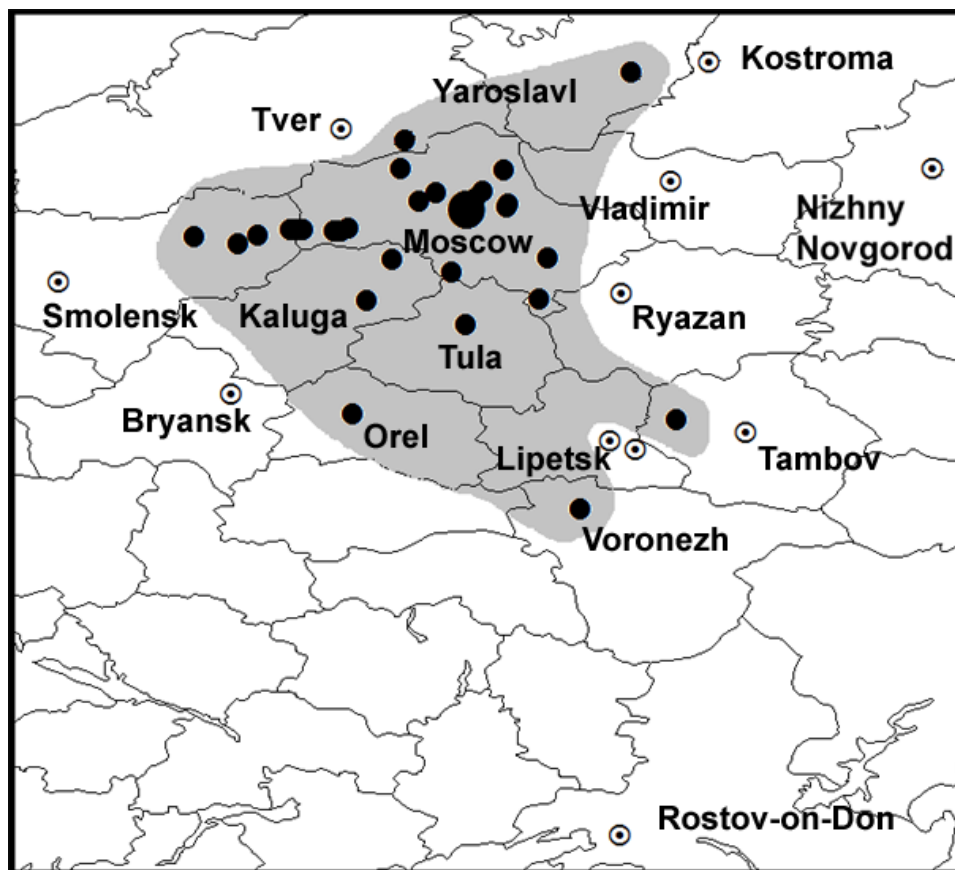 Kostroma
Yaroslavl
Tver
Vladimir
Nizhny
Novgorod
Moscow
Smolensk
Kaluga
Ryazan
Tula
Bryansk
Orel
Lipetsk
Tambov
Voronezh
Rostov-on-Don